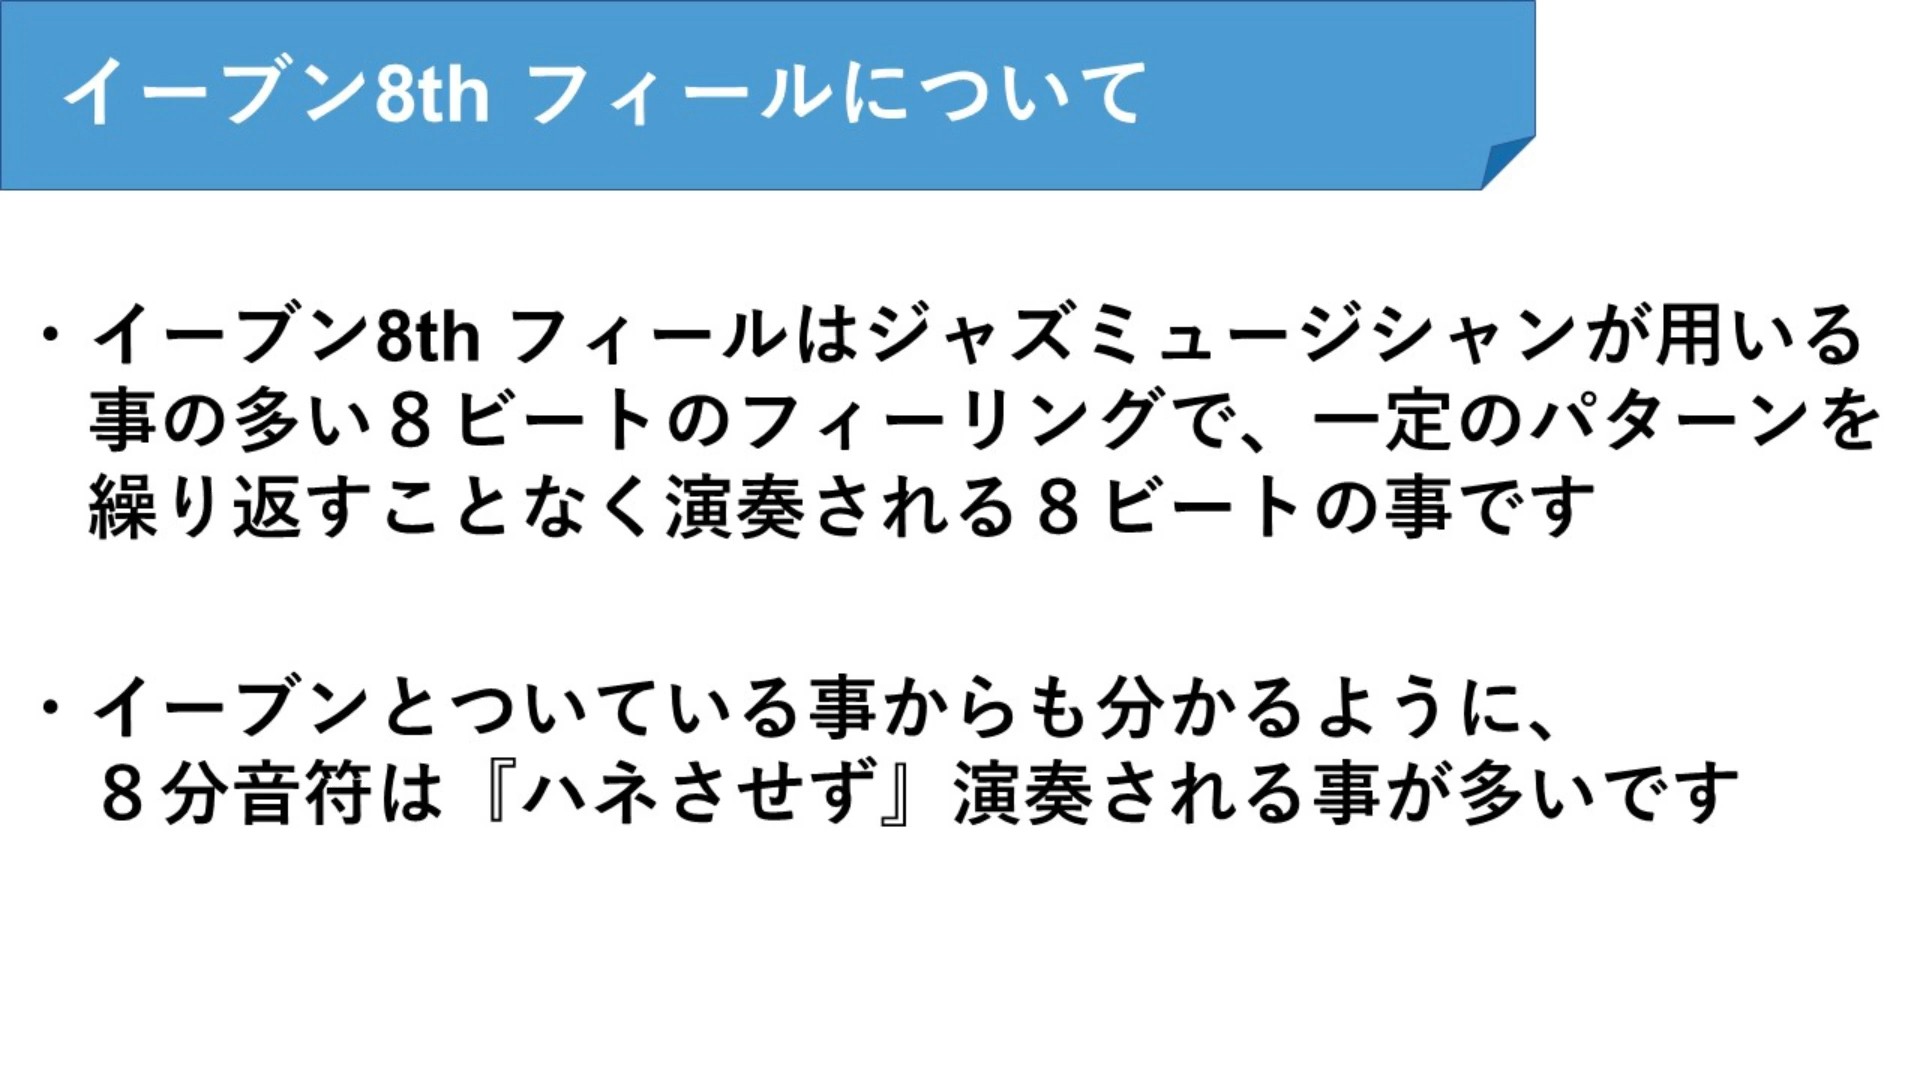 イーブン8th フィールについて
・イーブン8th フィールはジャズミュージシャンが用いる
事の多い８ビートのフィーリングで、一定のパターンを
繰り返すことなく演奏される８ビートの事です
・イーブンとついている事からも分かるように、
８分音符は『ハネさせず』演奏される事が多いです